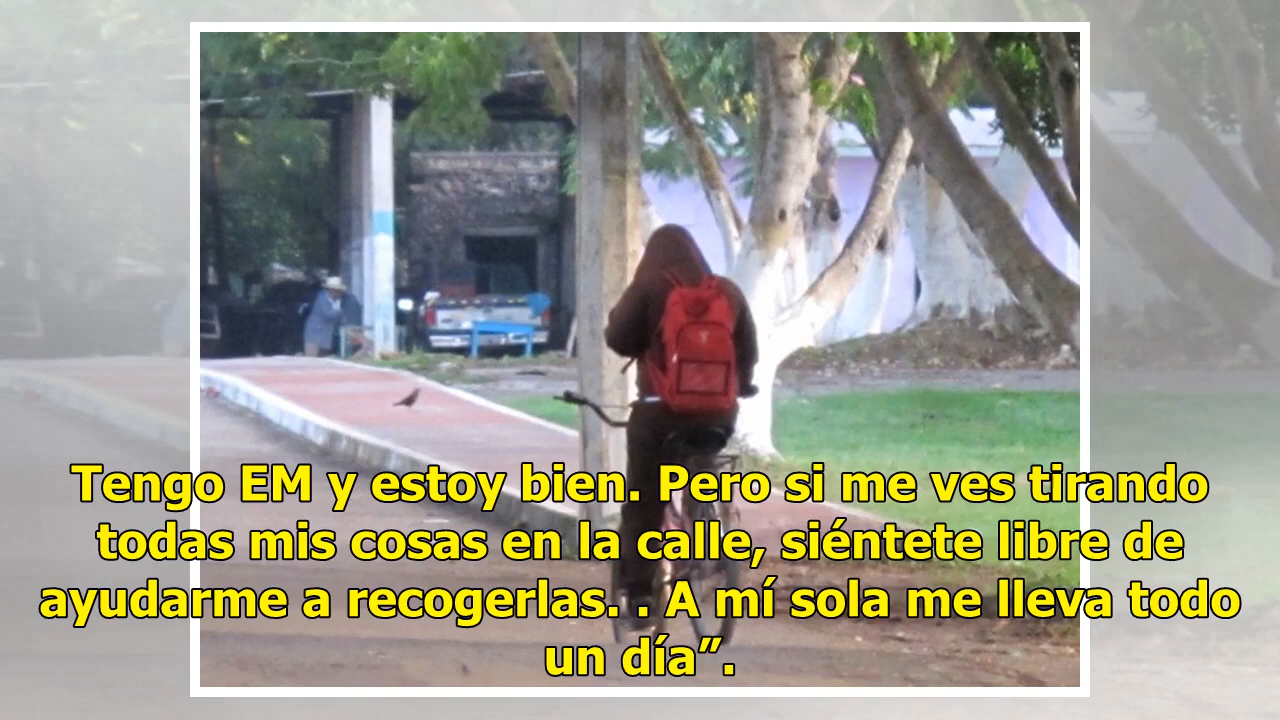 Tengo EM y estoy bien. Pero si me ves tirando
todas mis cosas en la calle, siéntete libre de
ayudarme a recogerlas. . A mí sola me lleva todo
un día”.